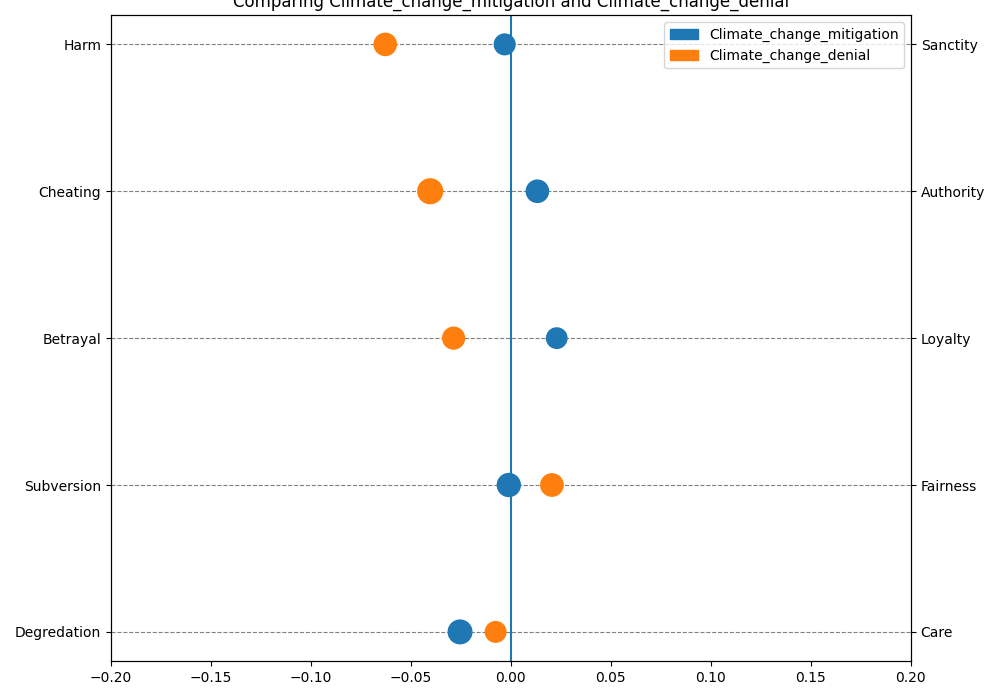 Comparing Climate_change_mitigation and Climate_change_denial
Climate_change_mitigation
Climate_change_denial
Harm
Sanctity
Cheating
Authority
Betrayal
Loyalty
Subversion
Fairness
Degredation
Care
−0.20 −0.15 −0.10 −0.05 0.00 0.05 0.10 0.15 0.20